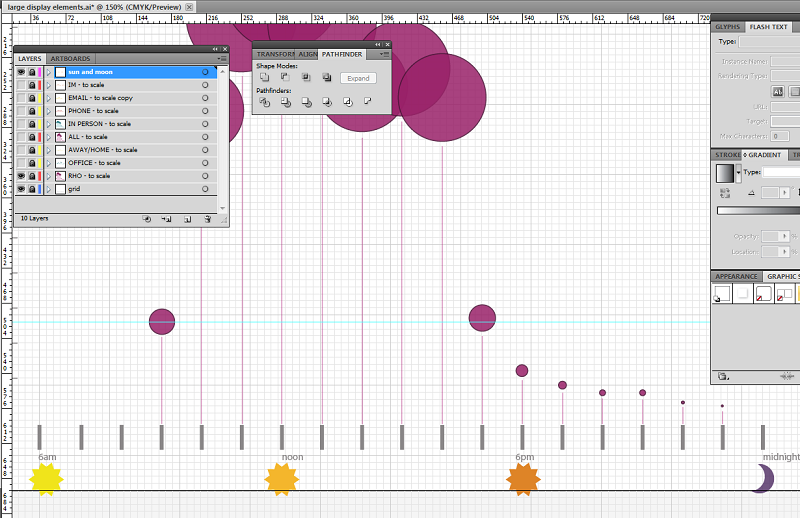 large display elements.ai* @ 150% (CMYK/Preview)
36 72 108 144 180 216 252 288 324 360 396 432 468 504 540 576 612 648 684 720
LAYERS ARTBOARDS
sun and moon
IM - to scale
EMAIL - to scale copy
PHONE - to scale
IN PERSON - to scale
ALL - to scale
AWAY/HOME - to scale
OFFICE - to scale
RHO - to scale
grid
10 Layers
TRANSFORM ALIGN PATHFINDER
Shape Modes:
Expand
Pathfinders:
GLYPHS FLASH TEXT
Type:
Instance Name:
Rendering Type:
Ab
URL:
Target:
Max Characters: 0
STROKE GRADIENT TR
Type:
Opacity: %
Location: %
APPEARANCE GRAPHIC S
6am
noon
6pm
midnight